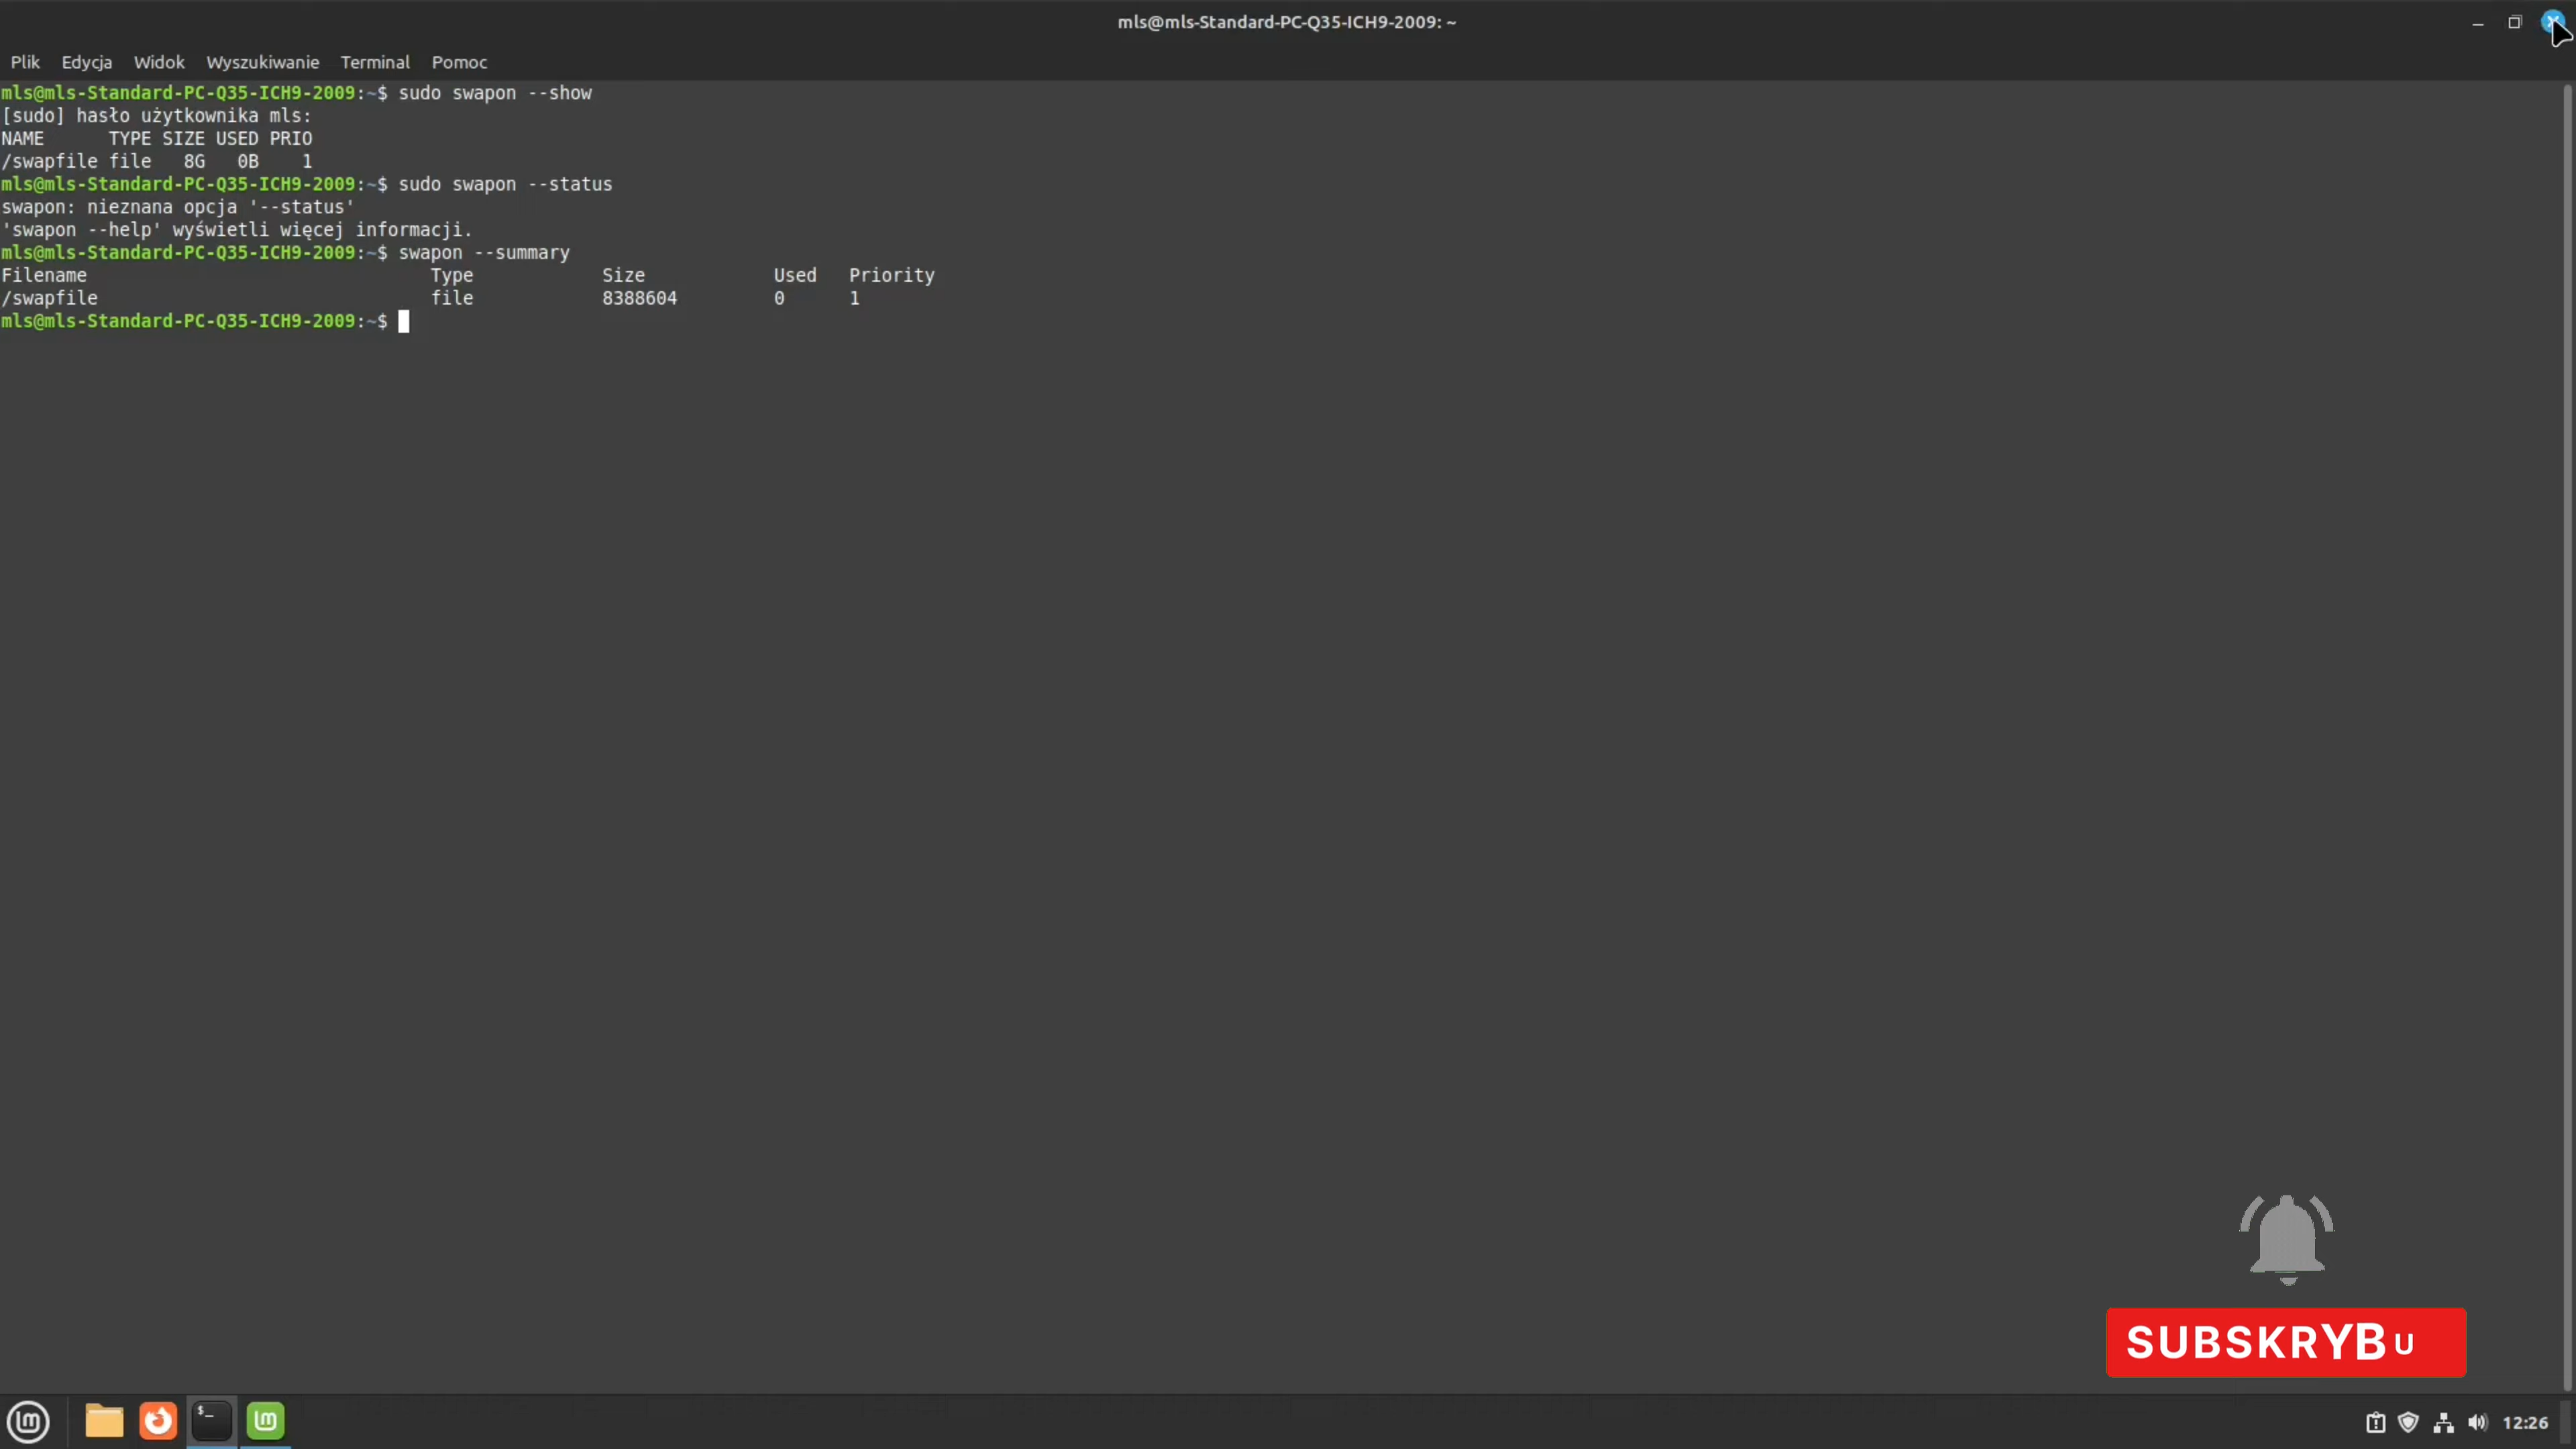 mls@mls-Standard-PC-Q35-ICH9-2009: ~
Plik Edycja Widok Wyszukiwanie Terminal Pomoc
mls@mls-Standard-PC-Q35-ICH9-2009:~$ sudo swapon --show
[sudo] hasło użytkownika mls:
NAME TYPE SIZE USED PRIO
/swapfile file 8G 0B 1
mls@mls-Standard-PC-Q35-ICH9-2009:~$ sudo swapon --status
swapon: nieznana opcja '--status'
'swapon --help' wyświetli więcej informacji.
mls@mls-Standard-PC-Q35-ICH9-2009:~$ swapon --summary
Filename Type Size Used Priority
/swapfile file 8388604 0 1
mls@mls-Standard-PC-Q35-ICH9-2009:~$
SUBSKRYBU
$_
12:26